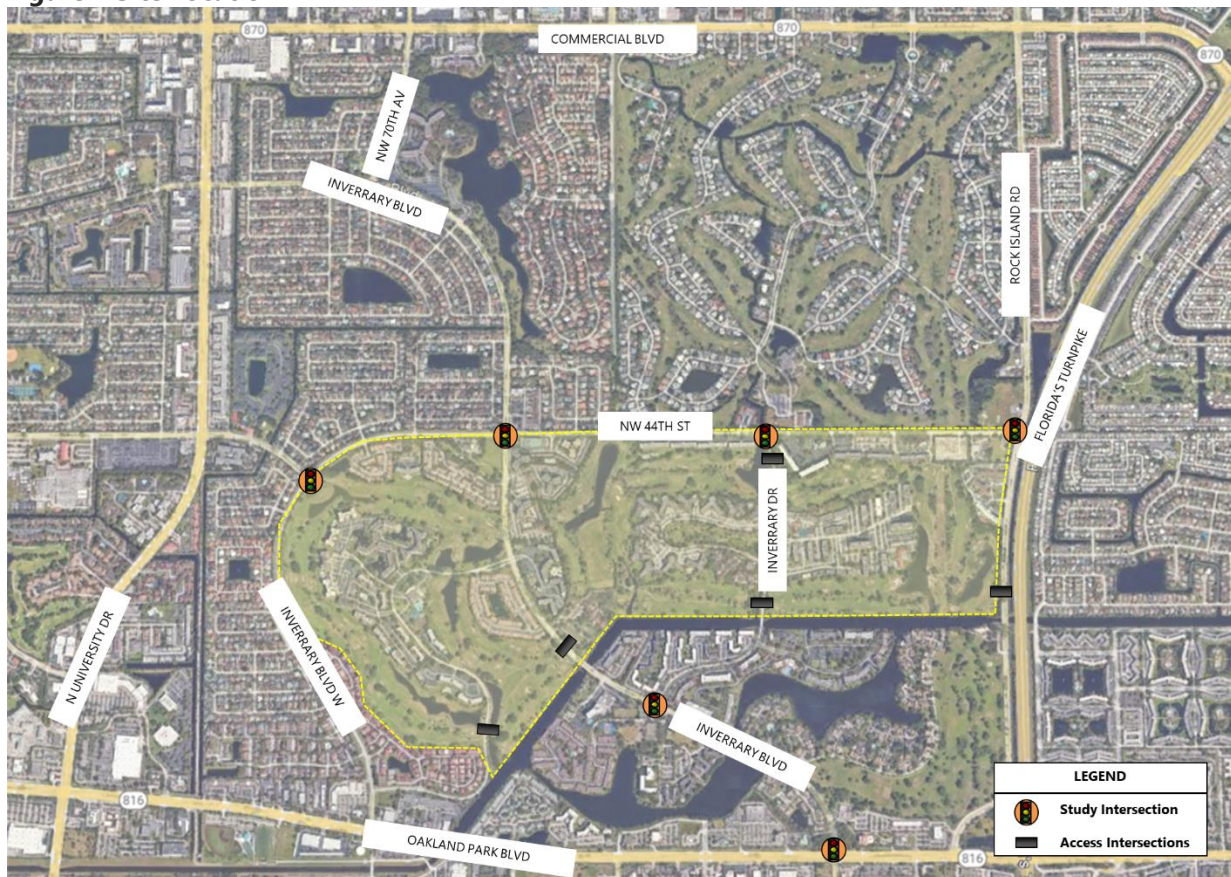 870
COMMERCIAL BLVD
870
870
NW 70TH AV
INVERRARY BLVD
ROCK ISLAND RD
FLORIDA'S TURNPIKE
NW 44TH ST
INVERRARY DR
N UNIVERSITY DR
INVERRARY BLVD W
INVERRARY BLVD
816
OAKLAND PARK BLVD
816
LEGEND
Study Intersection
Access Intersections